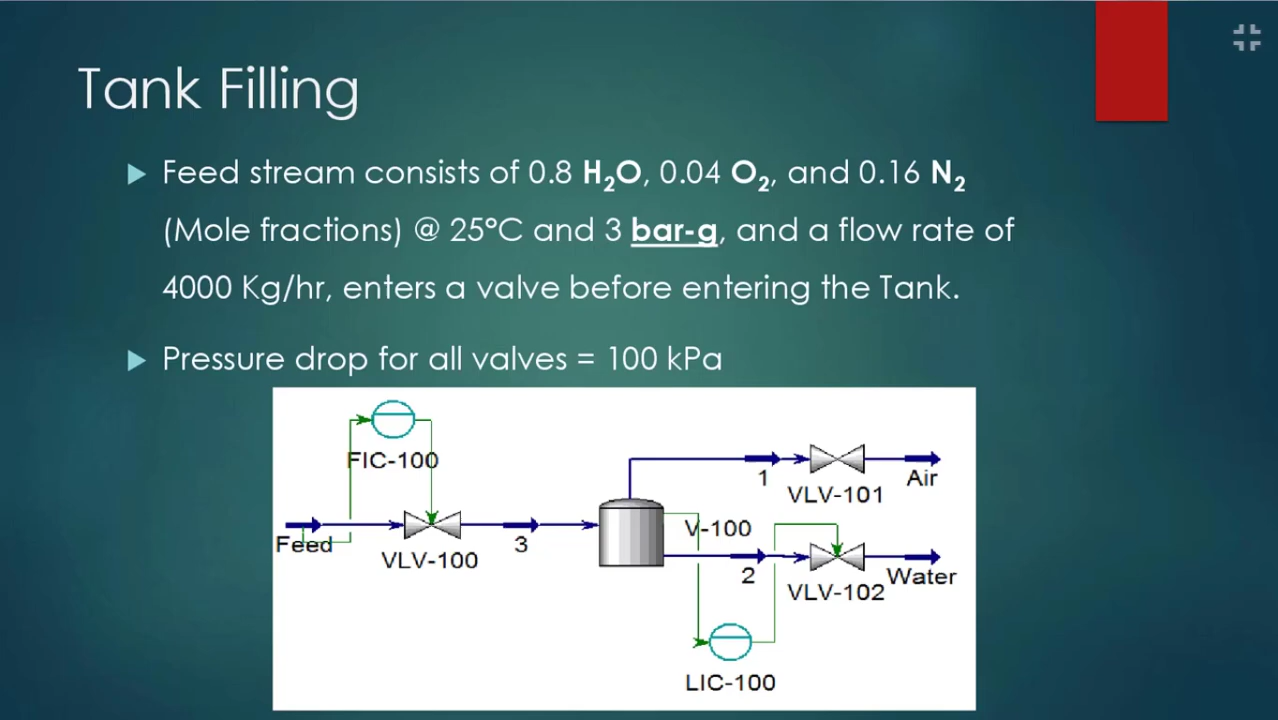 Tank Filling
Feed stream consists of 0.8 H₂O, 0.04 O₂, and 0.16 N₂
(Mole fractions) @ 25°C and 3 bar-g, and a flow rate of
4000 Kg/hr, enters a valve before entering the Tank.
Pressure drop for all valves = 100 kPa
FIC-100
1
VLV-101
Air
Feed
VLV-100
3
V-100
2
VLV-102
Water
LIC-100